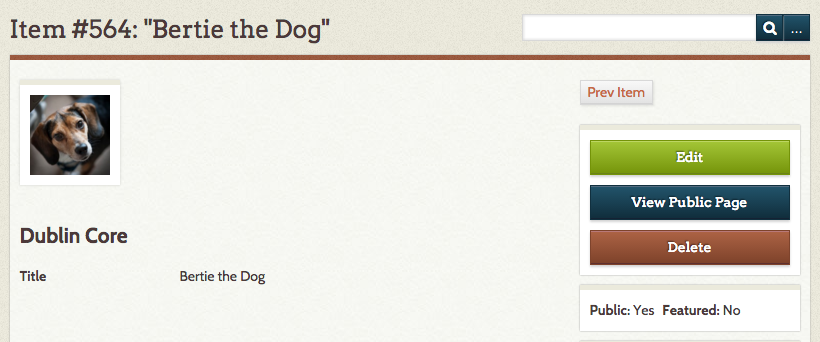 Item #564: "Bertie the Dog"
...
Prev Item
Edit
View Public Page
Delete
Dublin Core
Title Bertie the Dog
Public: Yes Featured: No